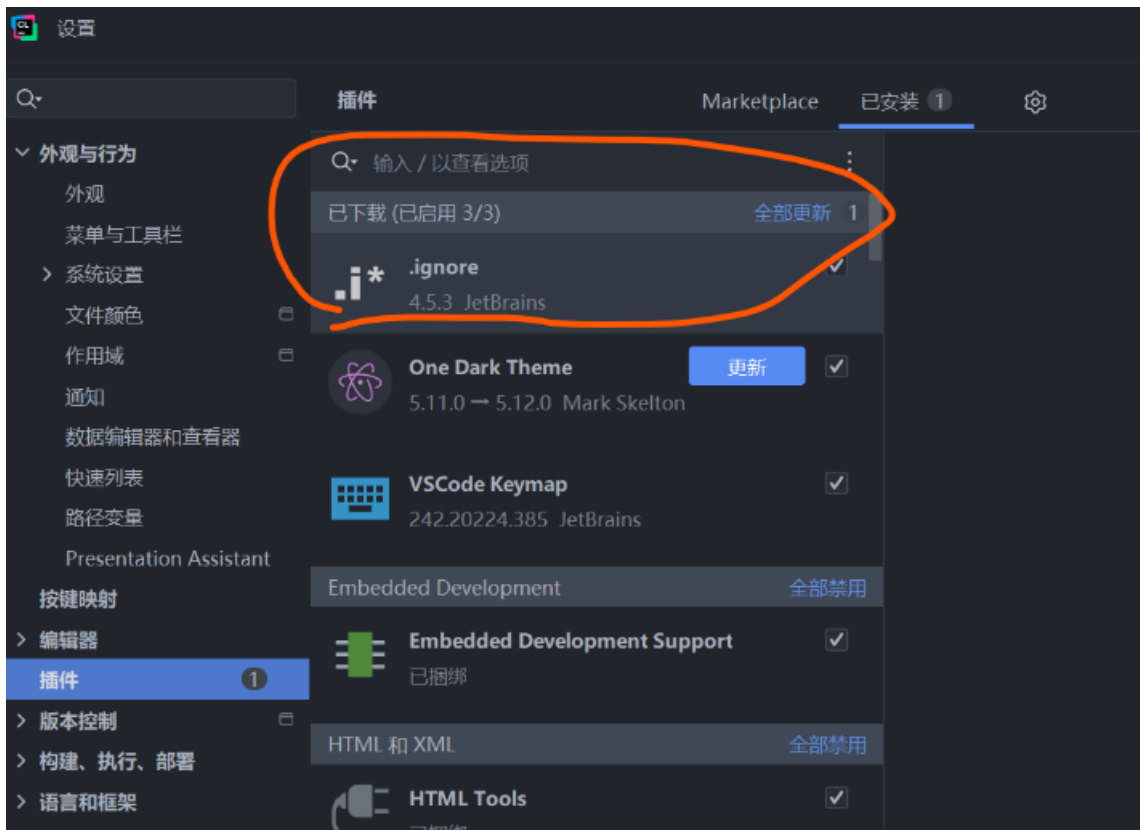 CL
设置
插件
Marketplace
已安装 1
外观与行为
外观
菜单与工具栏
系统设置
文件颜色
作用域
通知
数据编辑器和查看器
快速列表
路径变量
Presentation Assistant
按键映射
编辑器
插件 1
版本控制
构建、执行、部署
语言和框架
输入 / 以查看选项
已下载 (已启用 3/3) 全部更新 1
.i*
.ignore
4.5.3 JetBrains
One Dark Theme 更新
5.11.0 → 5.12.0 Mark Skelton
VSCode Keymap
242.20224.385 JetBrains
Embedded Development 全部禁用
Embedded Development Support
已捆绑
HTML 和 XML 全部禁用
HTML Tools